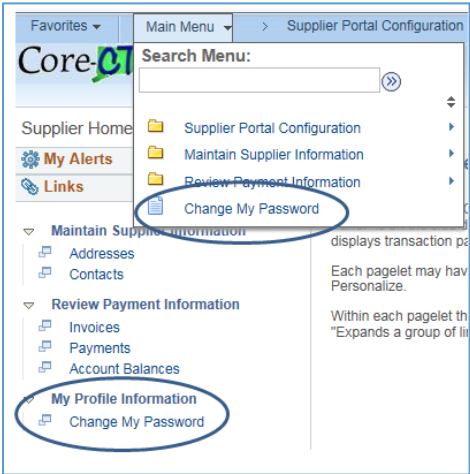 Favorites Main Menu > Supplier Portal Configuration
Core-CT
Search Menu:
Supplier Portal Configuration
Maintain Supplier Information
Review Payment Information
Change My Password
Supplier Home
My Alerts
Links
Maintain Supplier Information
Addresses
Contacts
Review Payment Information
Invoices
Payments
Account Balances
My Profile Information
Change My Password
displays transaction pa
Each pagelet may hav
Personalize.
Within each pagelet th
"Expands a group of li